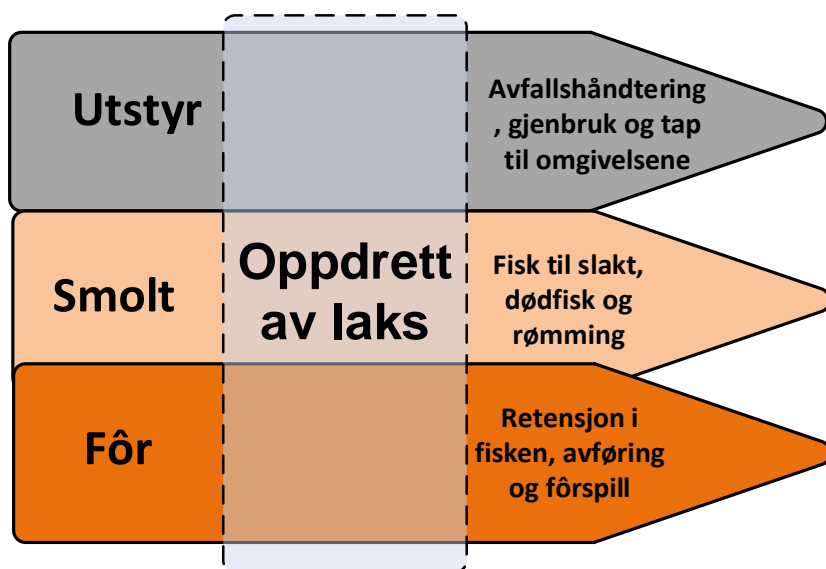 Utstyr
Avfallshåndtering
, gjenbruk og tap
til omgivelsene
Smolt
Oppdrett
av laks
Fisk til slakt,
dødfisk og
rømming
Fôr
Retensjon i
fisken, avføring
og fôrspill